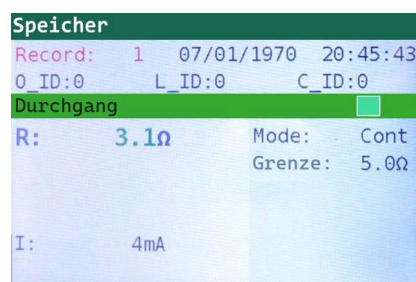 Speicher
Record: 1 07/01/1970 20:45:43
O_ID:0 L_ID:0 C_ID:0
Durchgang
R: 3.1Ω Mode: Cont
Grenze: 5.0Ω
I: 4mA